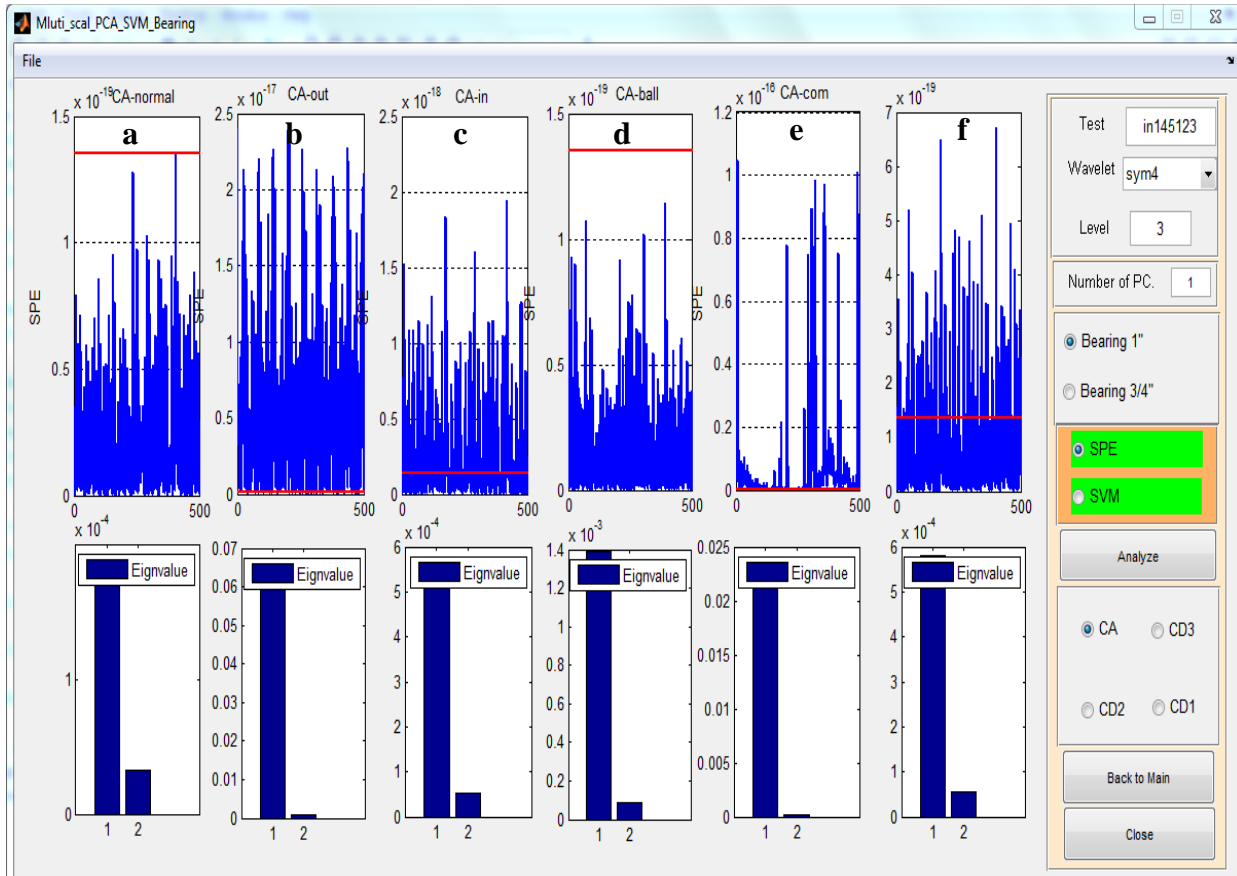 Mluti_scal_PCA_SVM_Bearing
File
x 10⁻¹⁹ CA-normal
x 10⁻¹⁷ CA-out
x 10⁻¹⁸ CA-in
x 10⁻¹⁹ CA-ball
x 10⁻¹⁶ CA-com
x 10⁻¹⁹
a
b
c
d
e
f
1.5
1
0.5
0
SPE
0
500
2.5
2
1.5
1
0.5
0
SPE
0
500
2.5
2
1.5
1
0.5
0
SPE
0
500
1.5
1
0.5
0
SPE
0
500
1.2
1
0.8
0.6
0.4
0.2
0
0
500
7
6
5
4
3
2
1
0
0
500
x 10⁻⁴
Eignvalue
1
0
1 2
0.07
0.06
0.05
0.04
0.03
0.02
0.01
0
Eignvalue
1 2
x 10⁻⁴
6
5
4
3
2
1
0
Eignvalue
1 2
x 10⁻³
1.4
1.2
1
0.8
0.6
0.4
0.2
0
Eignvalue
1 2
0.025
0.02
0.015
0.01
0.005
0
Eignvalue
1 2
x 10⁻⁴
6
5
4
3
2
1
0
Eignvalue
1 2
Test in145123
Wavelet sym4
Level 3
Number of PC. 1
Bearing 1"
Bearing 3/4"
SPE
SVM
Analyze
CA CD3
CD2 CD1
Back to Main
Close